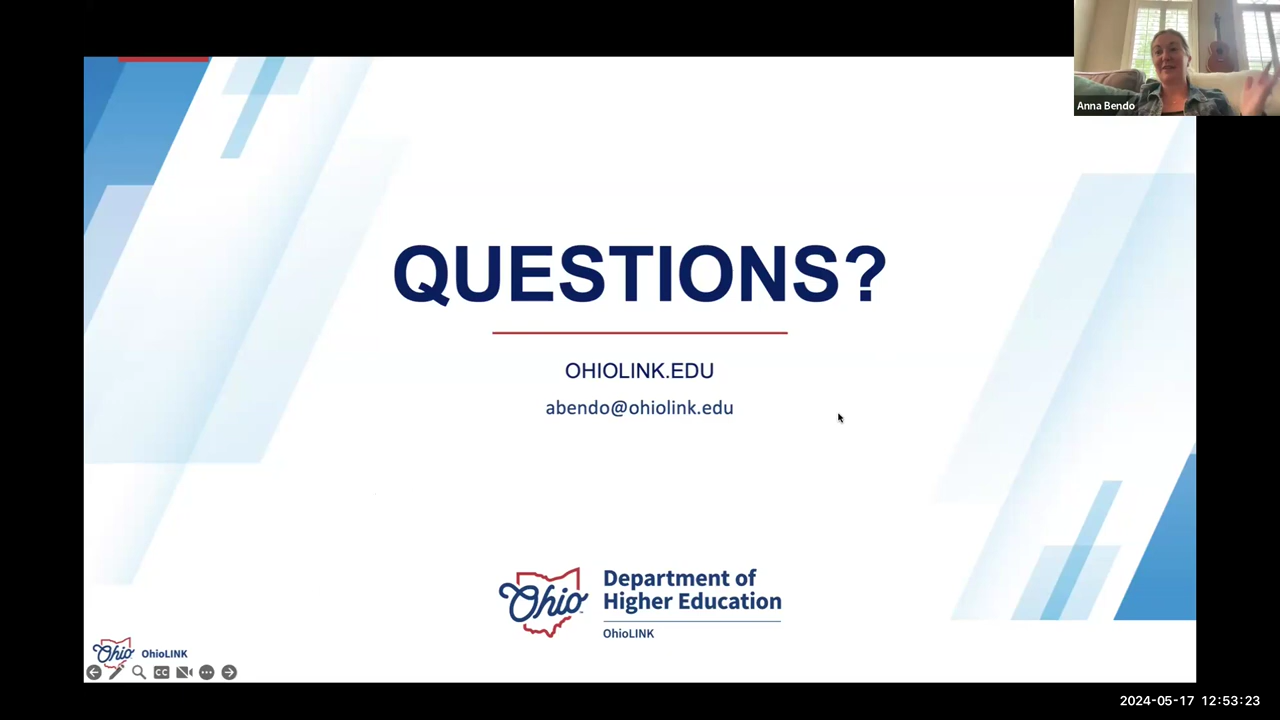 Anna Bendo
QUESTIONS?
OHIOLINK.EDU
abendo@ohiolink.edu
Ohio
Department of
Higher Education
OhioLINK
Ohio
OhioLINK
CC
2024-05-17 12:53:23